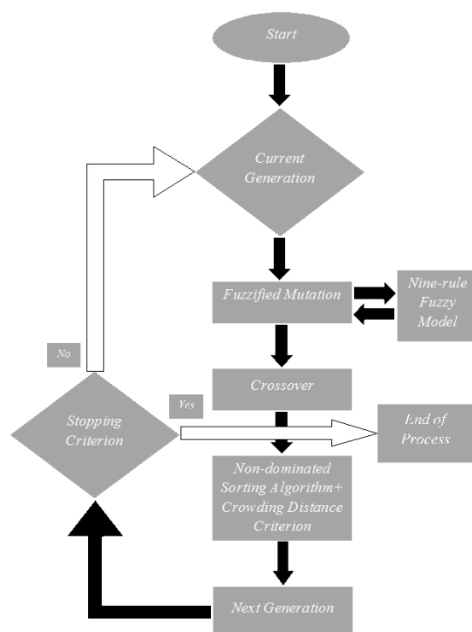 Start
Current
Generation
Fuzzified Mutation
Nine-rule
Fuzzy
Model
No
Crossover
Yes
Stopping
Criterion
End of
Process
Non-dominated
Sorting Algorithm+
Crowding Distance
Criterion
Next Generation